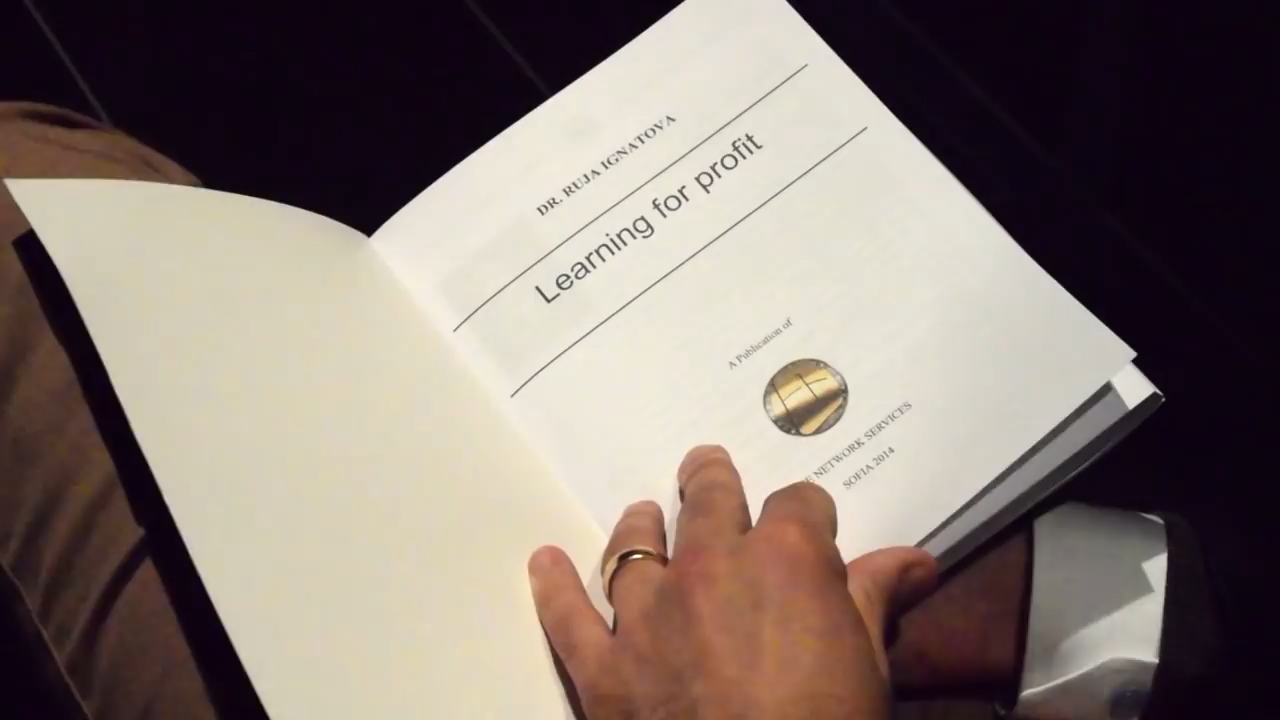 DR. RUJA IGNATOVA
Learning for profit
A Publication of
NETWORK SERVICES
SOFIA 2014